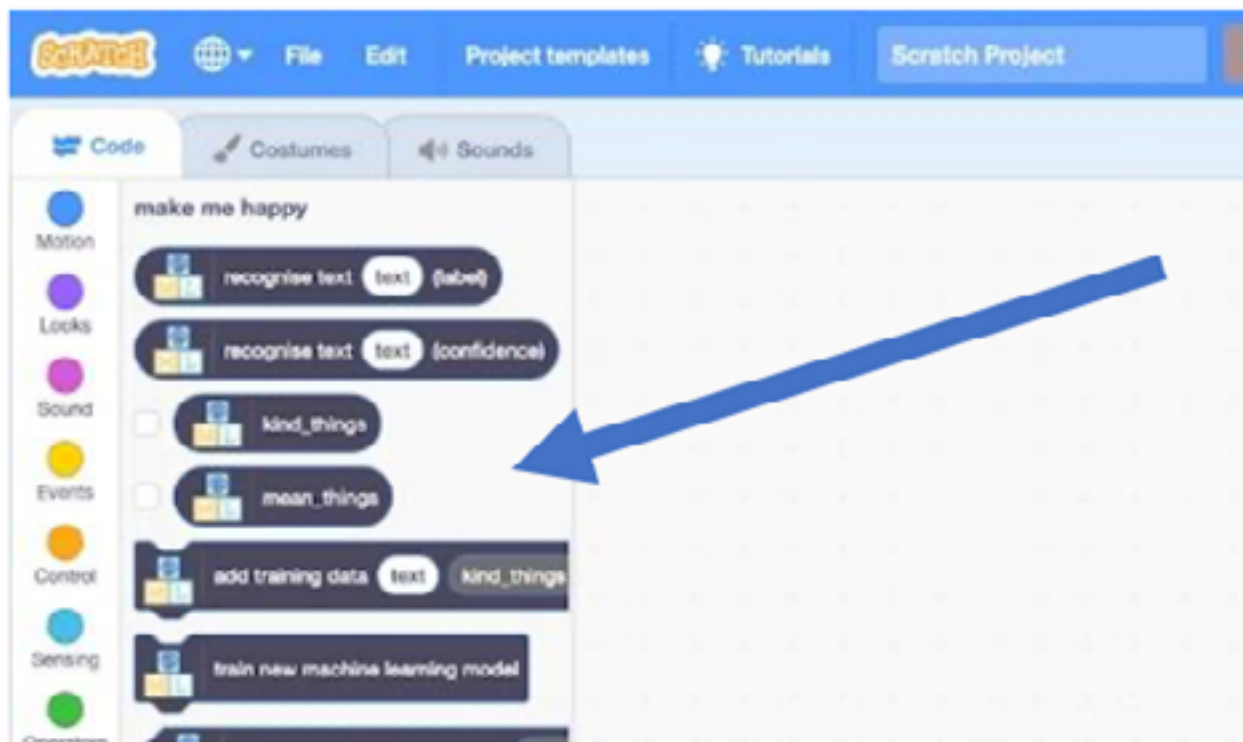 SCRATCH File Edit Project templates Tutorials Scratch Project
Code Costumes Sounds
Motion
Looks
Sound
Events
Control
Sensing
Operators
make me happy
recognise text text (label)
recognise text text (confidence)
kind_things
mean_things
add training data text kind_things
train new machine learning model